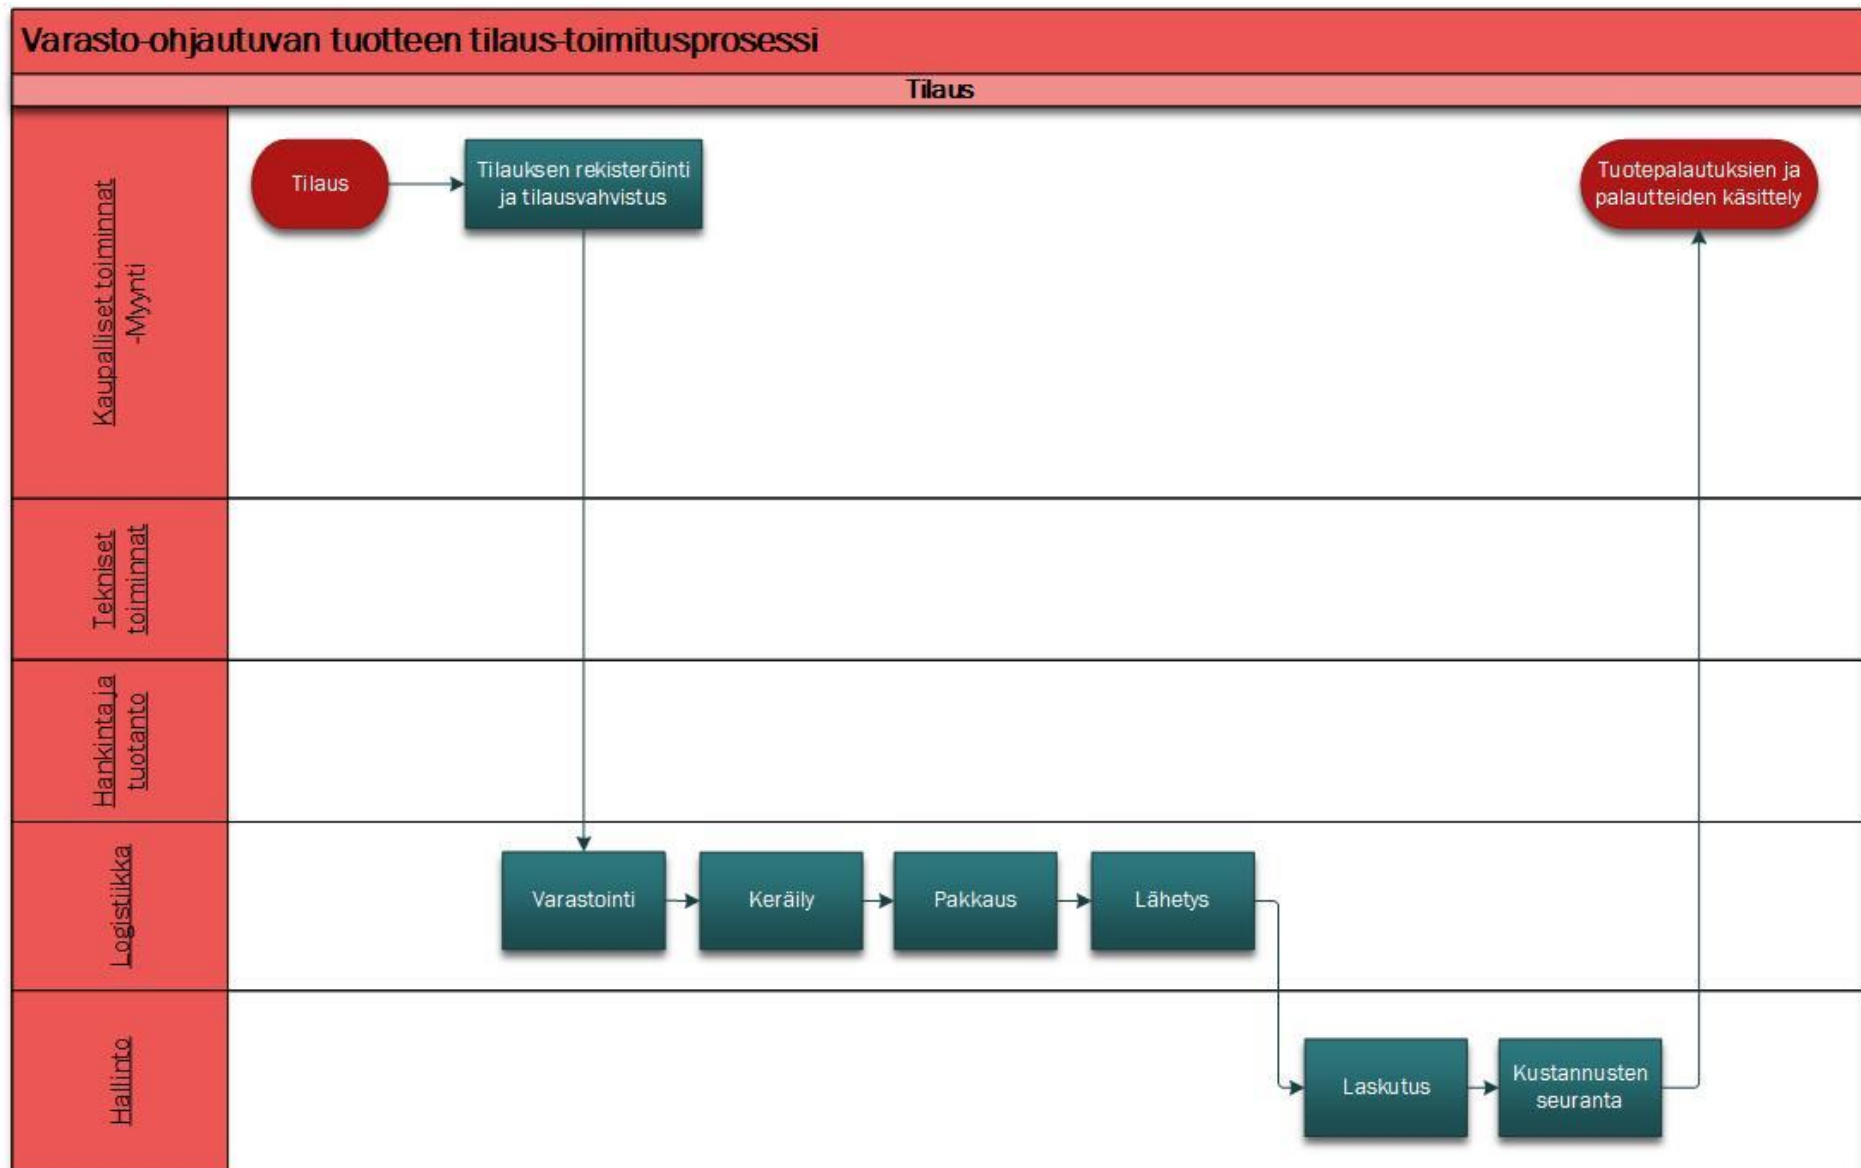 Varasto-ohjautuvan tuotteen tilaus-toimitusprosessi
Tilaus
Kaupalliset toiminnat
-Myynti
Tilaus
Tilauksen rekisteröinti
ja tilausvahvistus
Tuotepalautuksien ja
palautteiden käsittely
Tekniset
toiminnat
Hankinta ja
tuotanto
Logistiikka
Varastointi
Keräily
Pakkaus
Lähetys
Hallinto
Laskutus
Kustannusten
seuranta